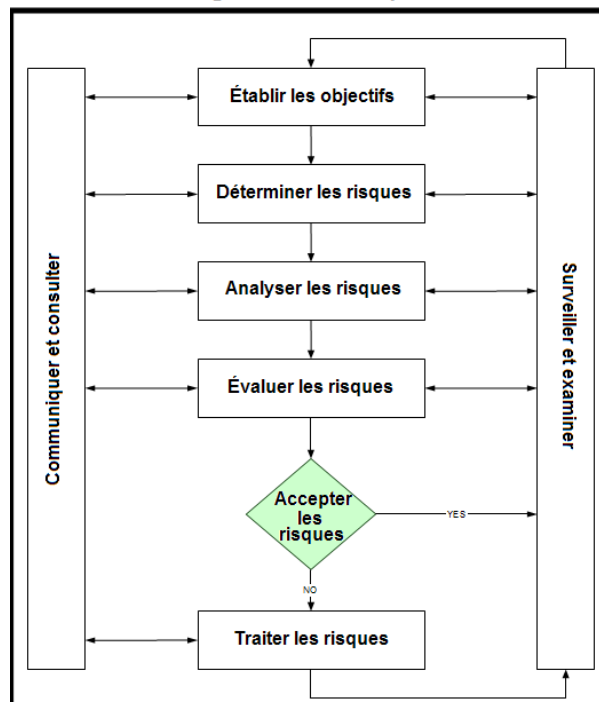 Établir les objectifs
Déterminer les risques
Analyser les risques
Évaluer les risques
Accepter
les
risques
YES
NO
Traiter les risques
Communiquer et consulter
Surveiller et examiner